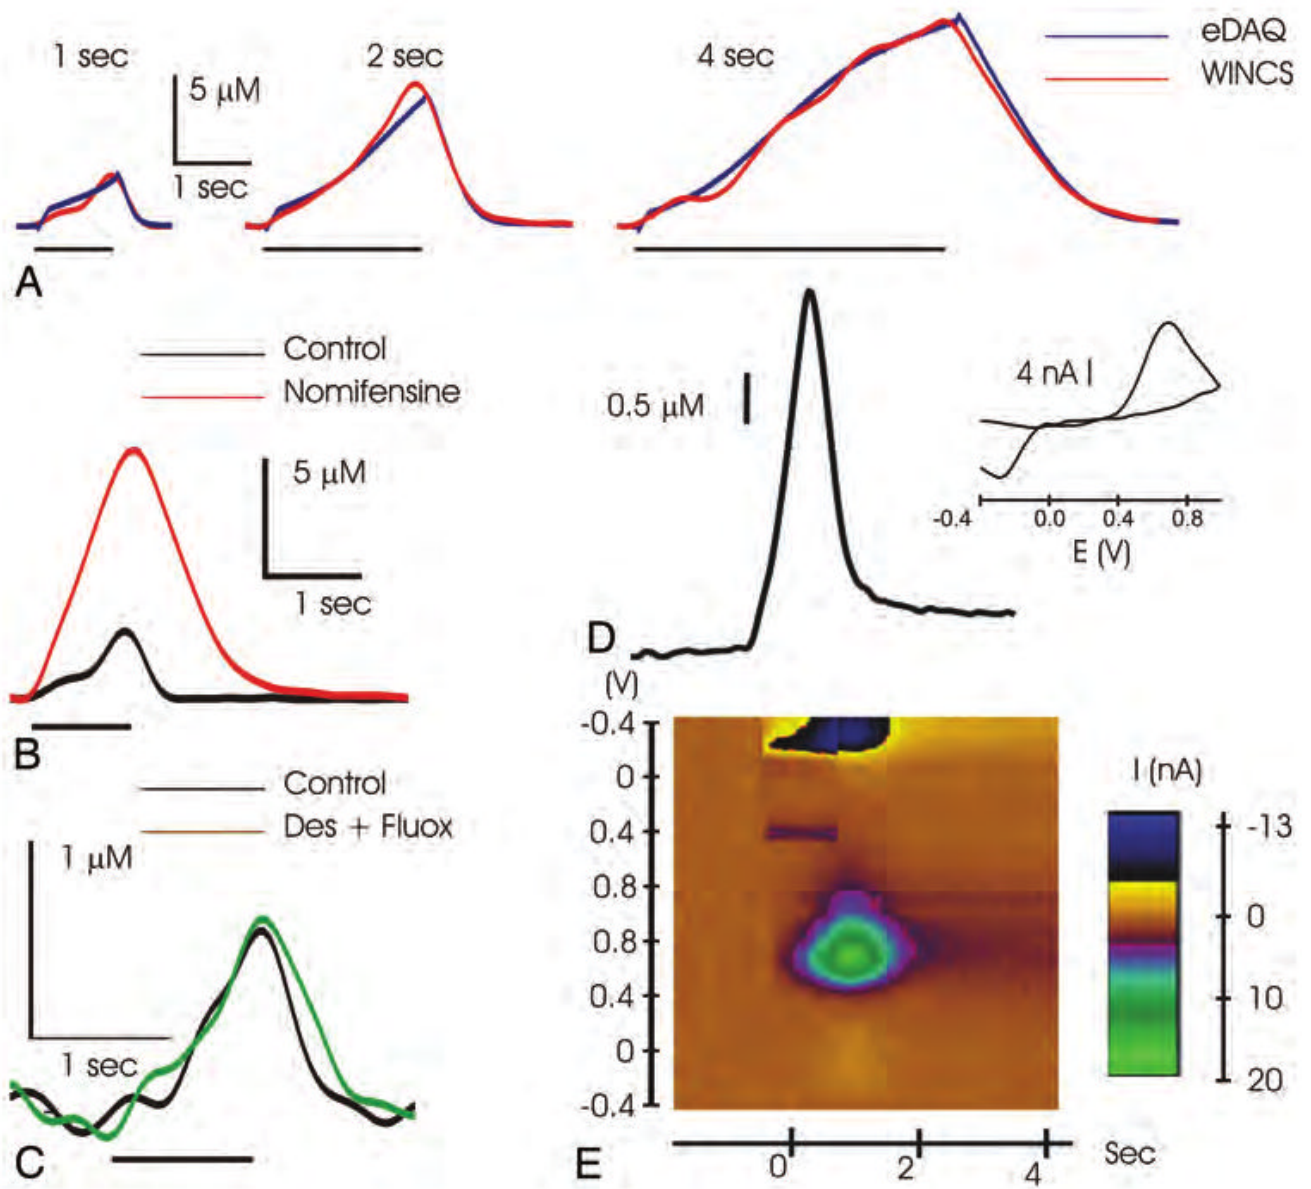 1 sec
5 μM
1 sec
2 sec
4 sec
eDAQ
WINCS
A
Control
Nomifensine
5 μM
1 sec
B
Control
Des + Fluox
1 μM
1 sec
C
0.5 μM
4 nA
-0.4 0.0 0.4 0.8
E (V)
D
(V)
-0.4
0
0.4
0.8
0.8
0.4
0
-0.4
I (nA)
-13
0
10
20
E
0 2 4 Sec